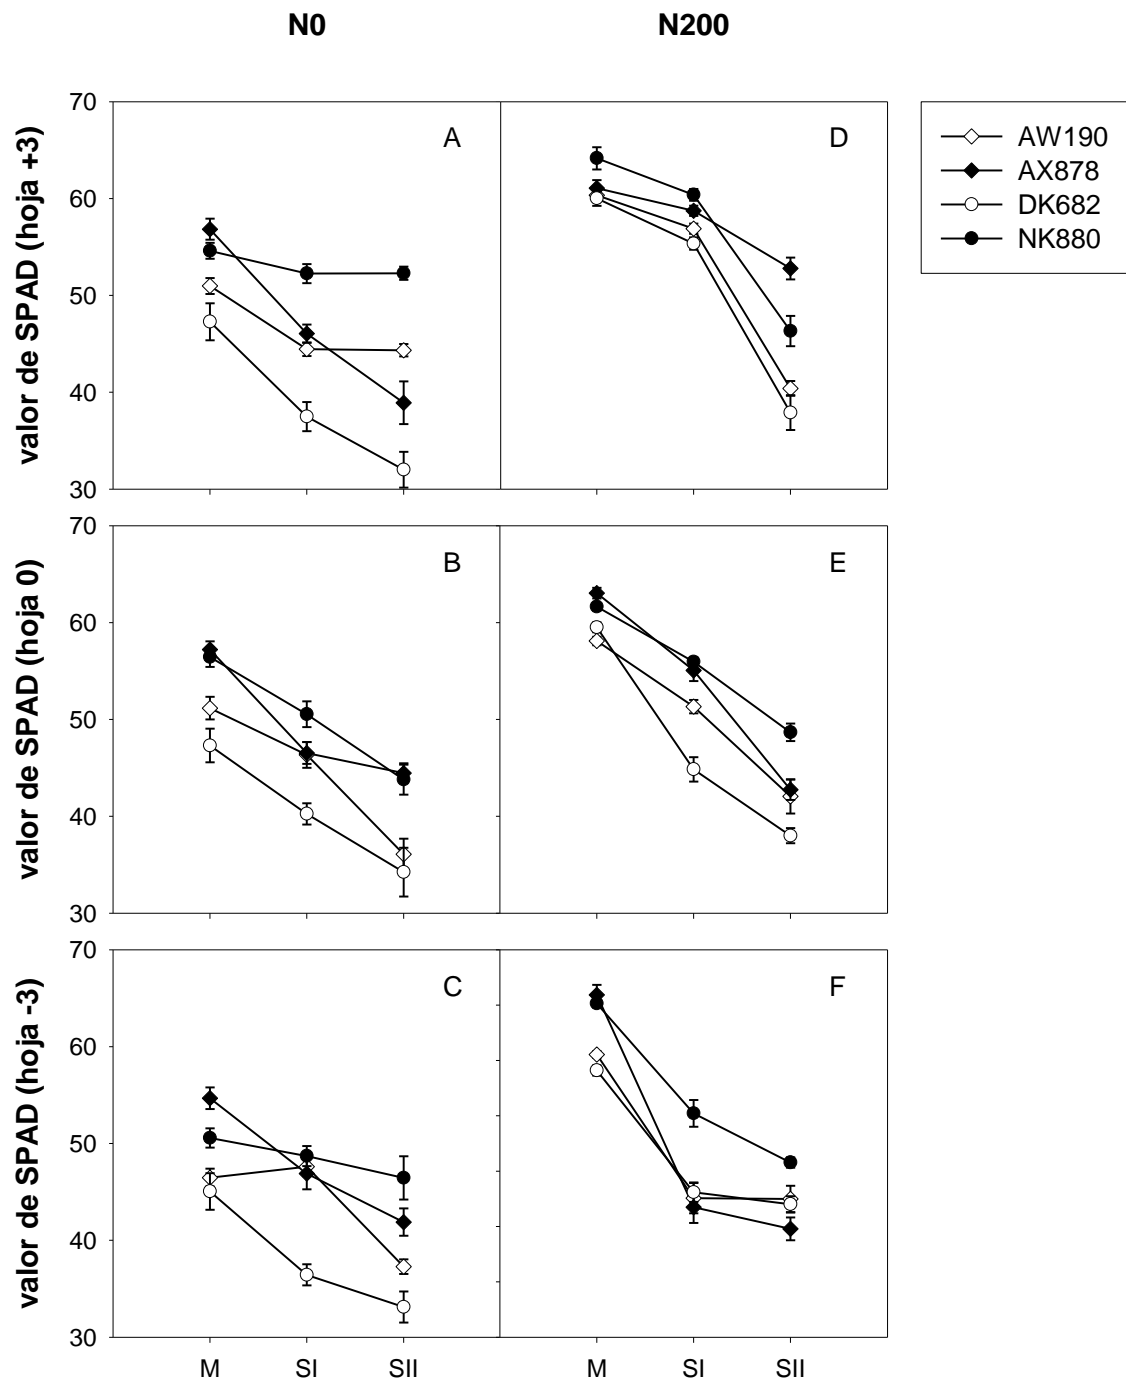 N0 N200
valor de SPAD (hoja +3)
70
60
50
40
30
A
D
AW190
AX878
DK682
NK880
valor de SPAD (hoja 0)
70
60
50
40
30
B
E
valor de SPAD (hoja -3)
70
60
50
40
30
C
F
M SI SII M SI SII